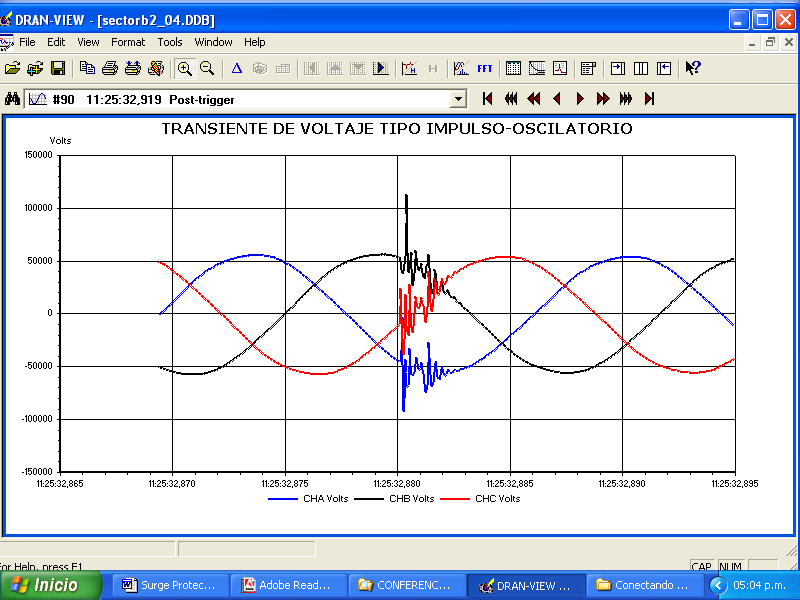 DRAN-VIEW - [sectorb2_04.DDB]
File Edit View Format Tools Window Help
FFT
#90 11:25:32,919 Post-trigger
TRANSIENTE DE VOLTAJE TIPO IMPULSO-OSCILATORIO
Volts
150000
100000
50000
0
-50000
-100000
-150000
11:25:32,865 11:25:32,870 11:25:32,875 11:25:32,880 11:25:32,885 11:25:32,890 11:25:32,895
CHA Volts CHB Volts CHC Volts
For Help, press F1
CAP NUM
Inicio Surge Protec... Adobe Read... CONFERENC... DRAN-VIEW ... Conectando ... 05:04 p.m.